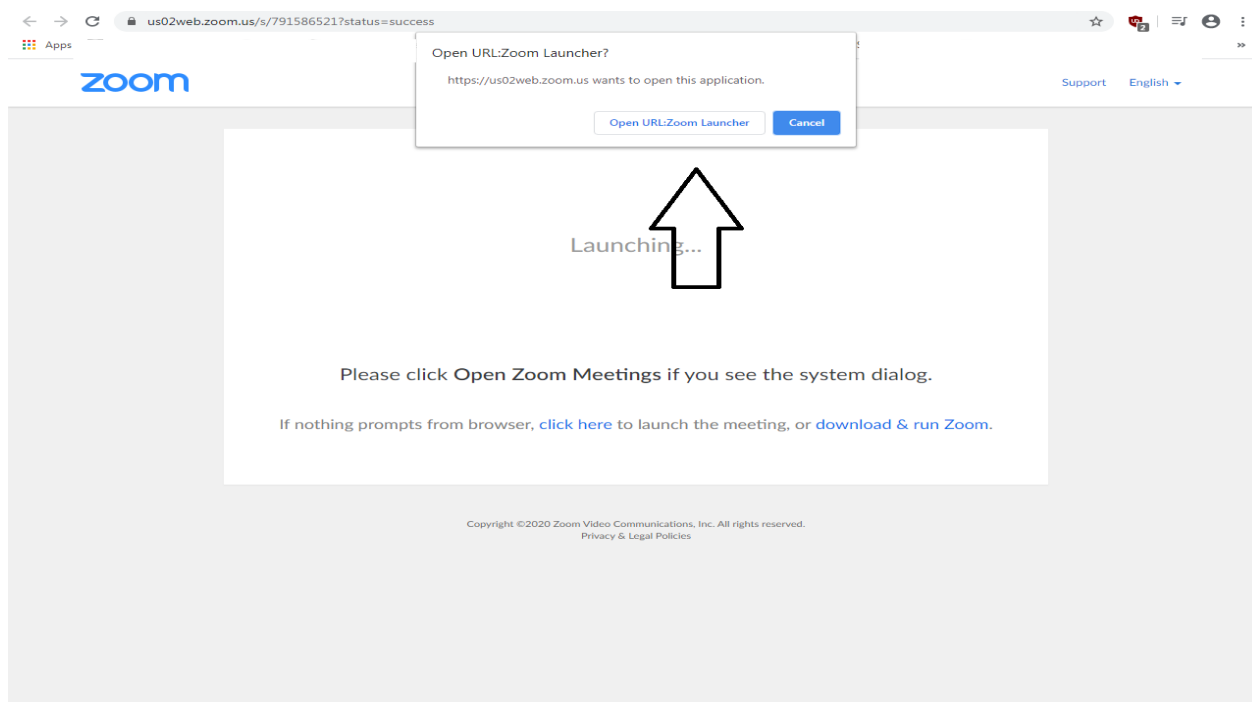 us02web.zoom.us/s/791586521?status=success
2
Apps
»
Open URL:Zoom Launcher?
https://us02web.zoom.us wants to open this application.
Open URL:Zoom Launcher
Cancel
zoom
Support
English
Launching...
Please click Open Zoom Meetings if you see the system dialog.
If nothing prompts from browser, click here to launch the meeting, or download & run Zoom.
Copyright ©2020 Zoom Video Communications, Inc. All rights reserved.
Privacy & Legal Policies